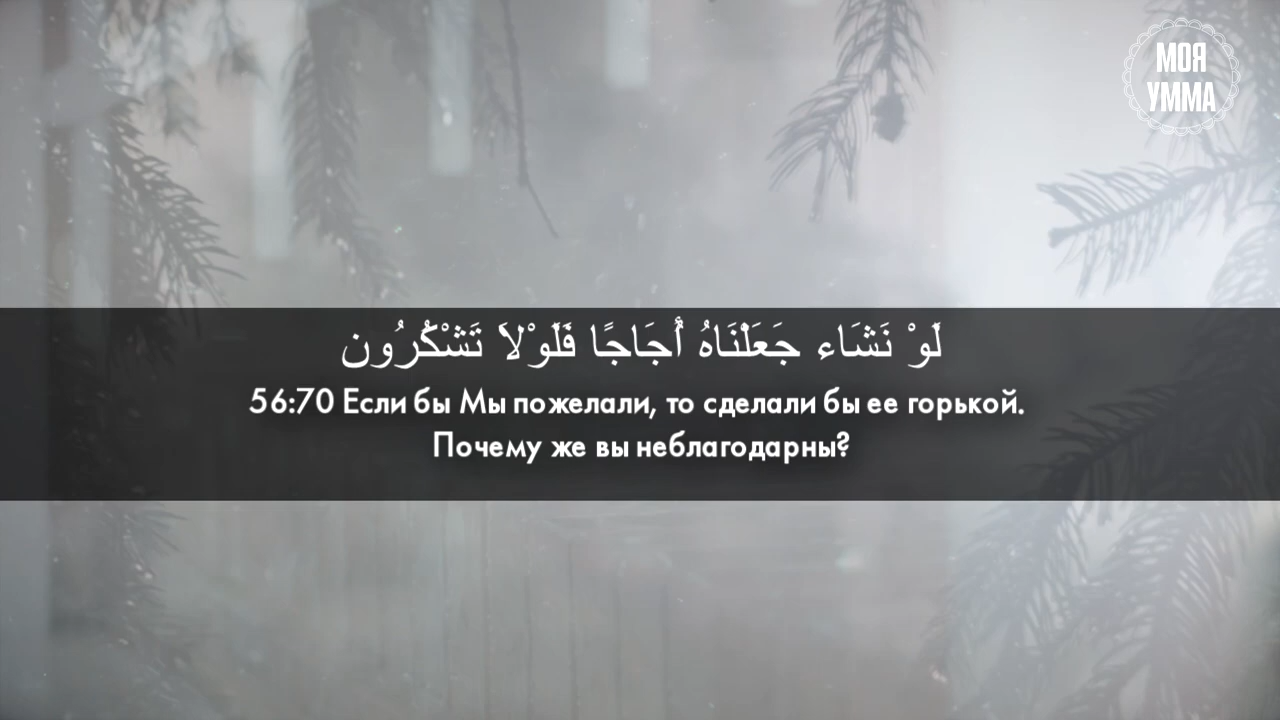 МОЯ
УММА
لَوْ نَشَاء جَعَلْنَاهُ أُجَاجًا فَلَوْلَا تَشْكُرُون
56:70 Если бы Мы пожелали, то сделали бы ее горькой.
Почему же вы неблагодарны?